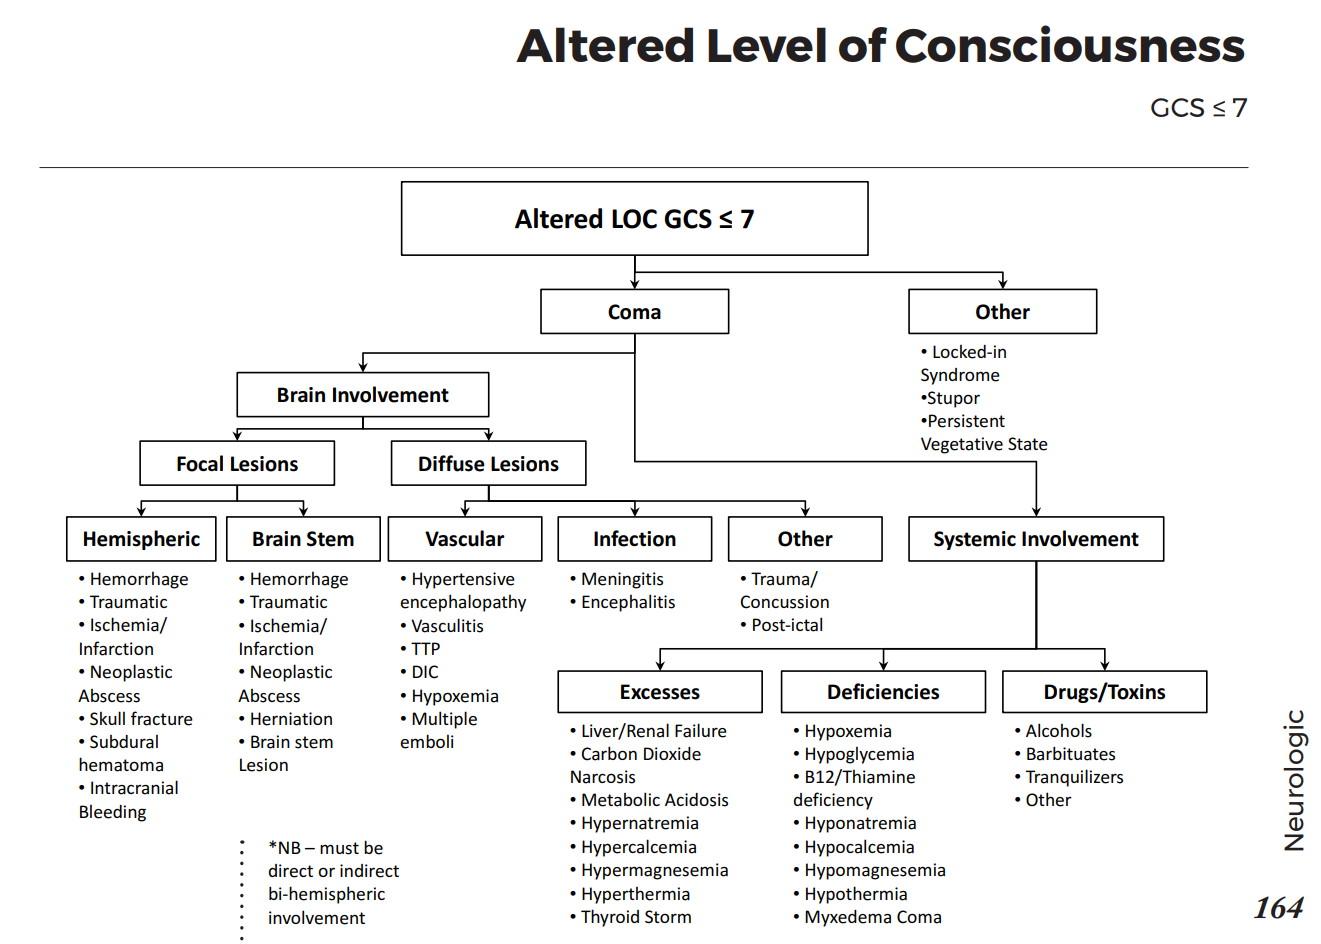 Altered Level of Consciousness
GCS ≤ 7
Altered LOC GCS ≤ 7
Coma
Other
• Locked-in
Syndrome
•Stupor
•Persistent
Vegetative State
Brain Involvement
Focal Lesions
Diffuse Lesions
Hemispheric
• Hemorrhage
• Traumatic
• Ischemia/
Infarction
• Neoplastic
Abscess
• Skull fracture
• Subdural
hematoma
• Intracranial
Bleeding
Brain Stem
• Hemorrhage
• Traumatic
• Ischemia/
Infarction
• Neoplastic
Abscess
• Herniation
• Brain stem
Lesion
Vascular
• Hypertensive
encephalopathy
• Vasculitis
• TTP
• DIC
• Hypoxemia
• Multiple
emboli
Infection
• Meningitis
• Encephalitis
Other
• Trauma/
Concussion
• Post-ictal
Systemic Involvement
Excesses
• Liver/Renal Failure
• Carbon Dioxide
Narcosis
• Metabolic Acidosis
• Hypernatremia
• Hypercalcemia
• Hypermagnesemia
• Hyperthermia
• Thyroid Storm
Deficiencies
• Hypoxemia
• Hypoglycemia
• B12/Thiamine
deficiency
• Hyponatremia
• Hypocalcemia
• Hypomagnesemia
• Hypothermia
• Myxedema Coma
Drugs/Toxins
• Alcohols
• Barbituates
• Tranquilizers
• Other
*NB – must be
direct or indirect
bi-hemispheric
involvement
Neurologic
164